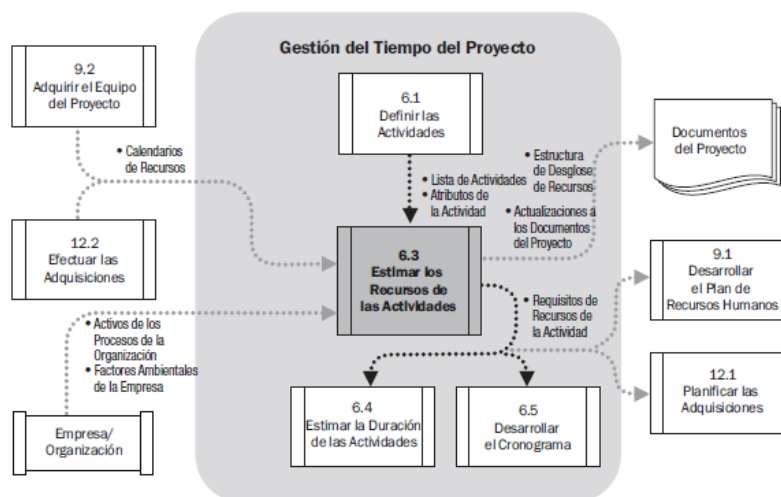 Gestión del Tiempo del Proyecto
9.2
Adquirir el Equipo
del Proyecto
6.1
Definir las
Actividades
Documentos
del Proyecto
• Calendarios
de Recursos
• Estructura
de Desglose
de Recursos
• Lista de Actividades
• Atributos de
la Actividad
• Actualizaciones a
los Documentos
del Proyecto
12.2
Efectuar las
Adquisiciones
6.3
Estimar los
Recursos de
las Actividades
9.1
Desarrollar
el Plan de
Recursos Humanos
• Requisitos de
Recursos de
la Actividad
• Activos de los
Procesos de la
Organización
• Factores Ambientales
de la Empresa
12.1
Planificar las
Adquisiciones
6.4
Estimar la Duración
de las Actividades
6.5
Desarrollar
el Cronograma
Empresa/
Organización